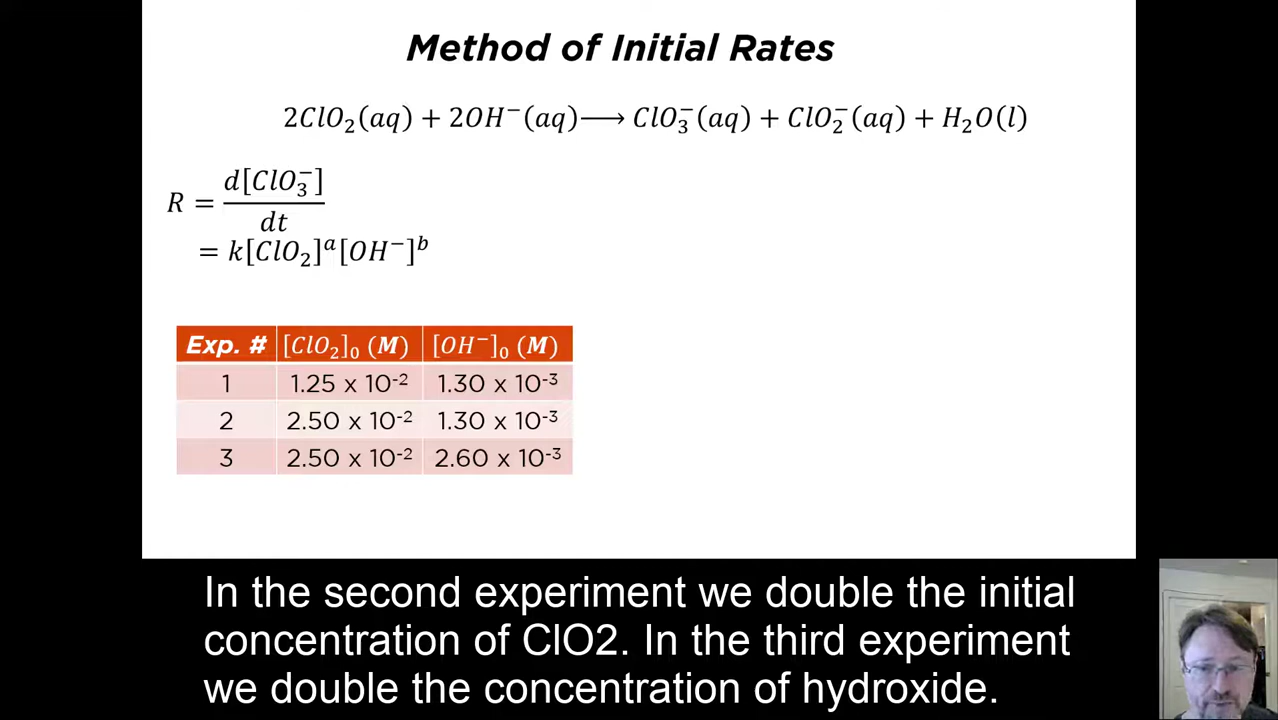 Method of Initial Rates
2ClO₂(aq) + 2OH⁻(aq) ⟶ ClO₃⁻(aq) + ClO₂⁻(aq) + H₂O(l)
R = d[ClO₃⁻]/dt
= k[ClO₂]ᵃ[OH⁻]ᵇ
Exp. # [ClO₂]₀ (M) [OH⁻]₀ (M)
1 1.25 x 10⁻² 1.30 x 10⁻³
2 2.50 x 10⁻² 1.30 x 10⁻³
3 2.50 x 10⁻² 2.60 x 10⁻³
In the second experiment we double the initial
concentration of ClO2. In the third experiment
we double the concentration of hydroxide.